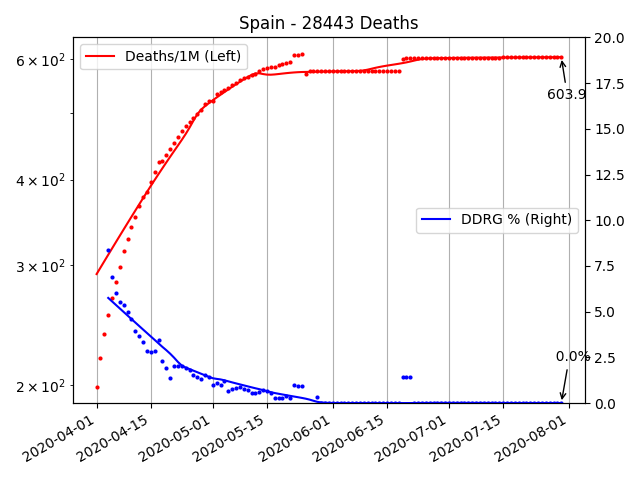 Spain - 28443 Deaths
Deaths/1M (Left)
DDRG % (Right)
603.9
0.0%
6 × 10²
4 × 10²
3 × 10²
2 × 10²
20.0
17.5
15.0
12.5
10.0
7.5
5.0
2.5
0.0
2020-04-01
2020-04-15
2020-05-01
2020-05-15
2020-06-01
2020-06-15
2020-07-01
2020-07-15
2020-08-01